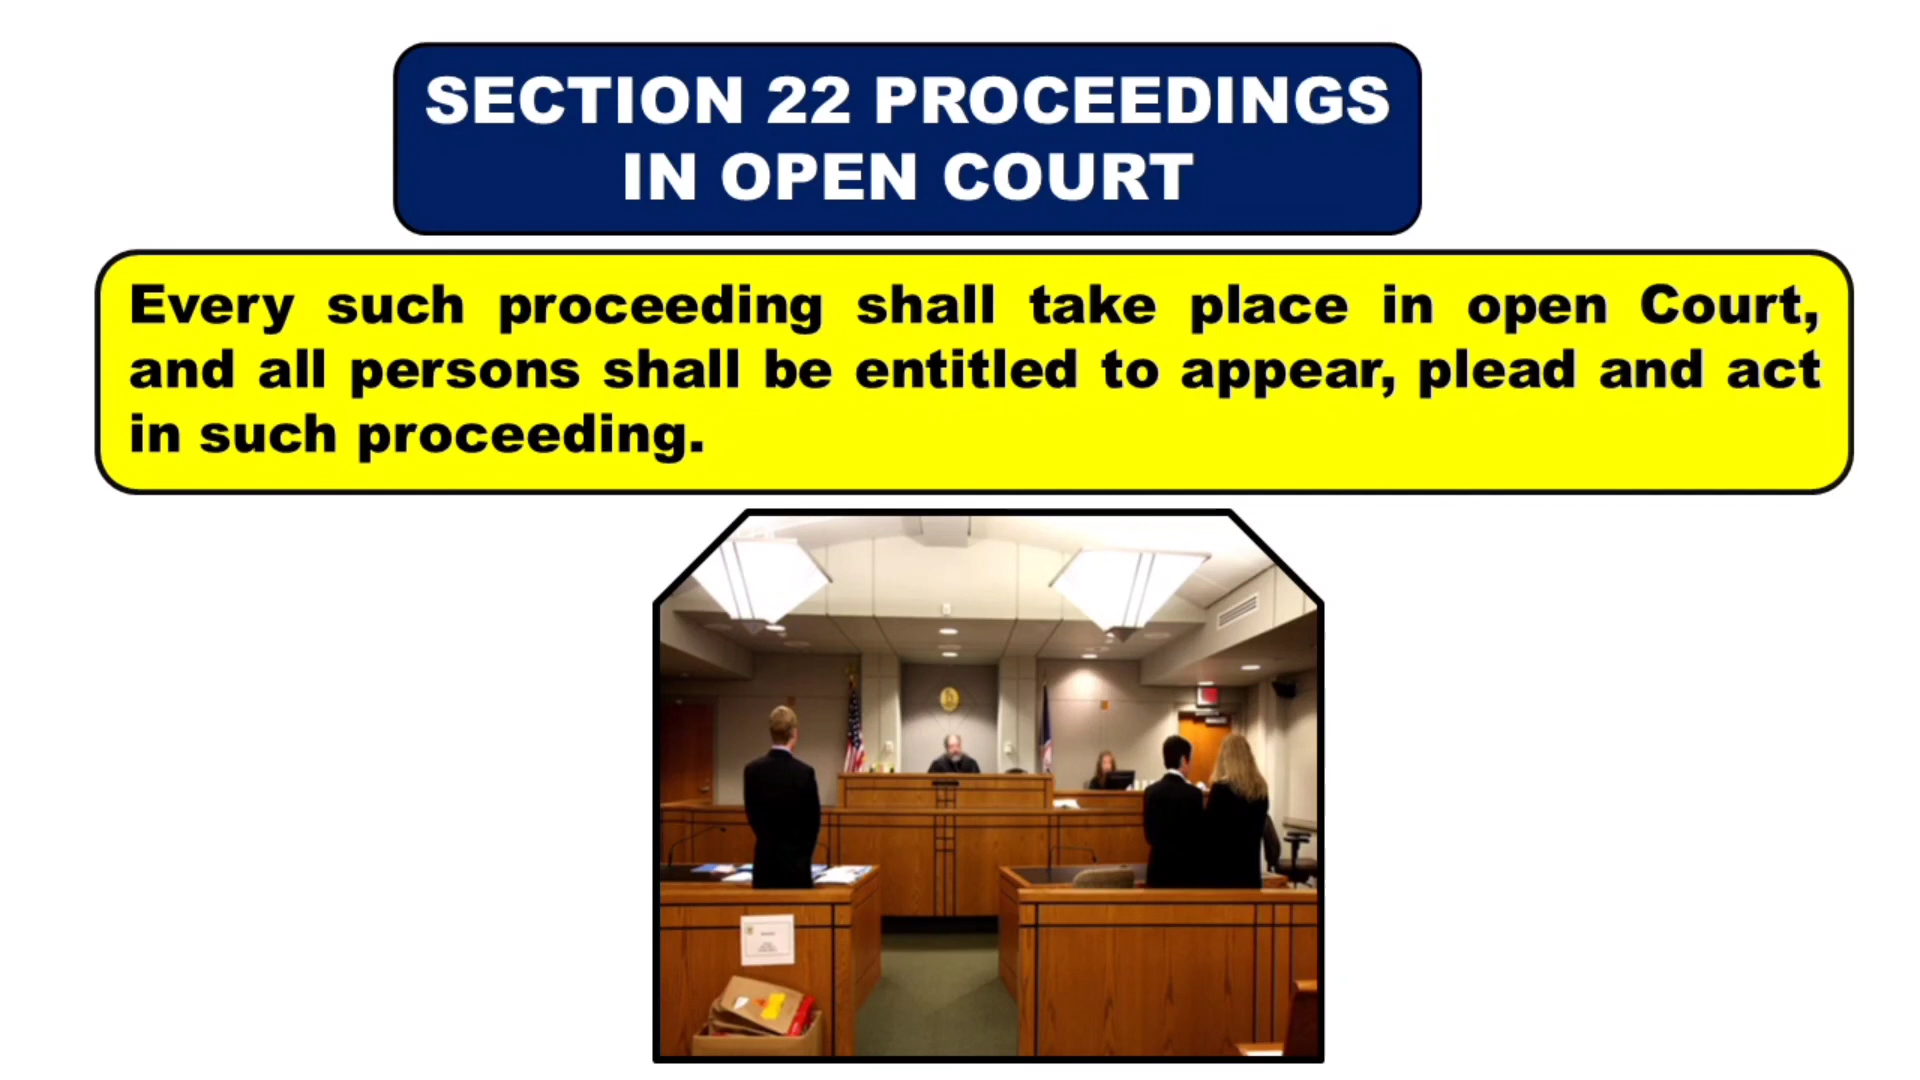 SECTION 22 PROCEEDINGS
IN OPEN COURT
Every such proceeding shall take place in open Court,
and all persons shall be entitled to appear, plead and act
in such proceeding.